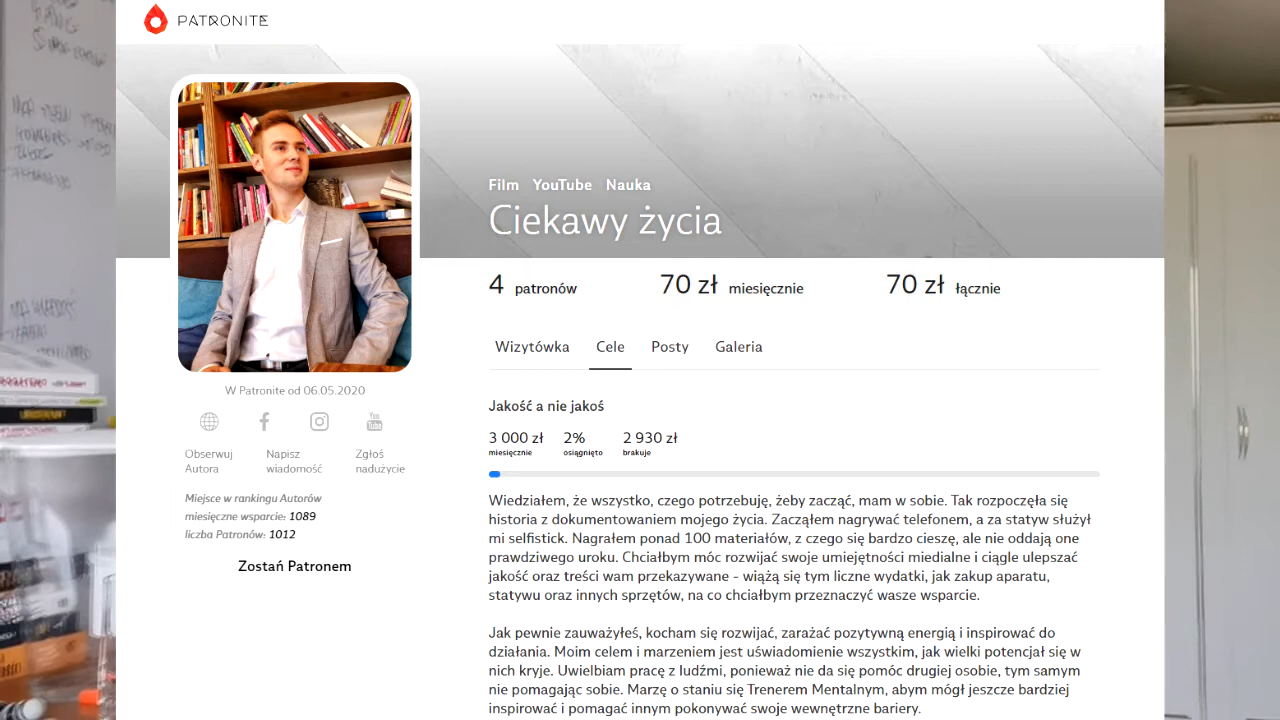 PATRONITE
Film YouTube Nauka
Ciekawy życia
4 patronów 70 zł miesięcznie 70 zł łącznie
Wizytówka Cele Posty Galeria
W Patronite od 06.05.2020
Obserwuj Autora
Napisz wiadomość
Zgłoś nadużycie
Miejsce w rankingu Autorów
miesięczne wsparcie: 1089
liczba Patronów: 1012
Zostań Patronem
Jakość a nie jakoś
3 000 zł 2% 2 930 zł
miesięcznie osiągnięto brakuje
Wiedziałem, że wszystko, czego potrzebuję, żeby zacząć, mam w sobie. Tak rozpoczęła się
historia z dokumentowaniem mojego życia. Zacząłem nagrywać telefonem, a za statyw służył
mi selfistick. Nagrałem ponad 100 materiałów, z czego się bardzo cieszę, ale nie oddają one
prawdziwego uroku. Chciałbym móc rozwijać swoje umiejętności medialne i ciągle ulepszać
jakość oraz treści wam przekazywane - wiążą się tym liczne wydatki, jak zakup aparatu,
statywu oraz innych sprzętów, na co chciałbym przeznaczyć wasze wsparcie.
Jak pewnie zauważyłeś, kocham się rozwijać, zarażać pozytywną energią i inspirować do
działania. Moim celem i marzeniem jest uświadomienie wszystkim, jak wielki potencjał się w
nich kryje. Uwielbiam pracę z ludźmi, ponieważ nie da się pomóc drugiej osobie, tym samym
nie pomagając sobie. Marzę o staniu się Trenerem Mentalnym, abym mógł jeszcze bardziej
inspirować i pomagać innym pokonywać swoje wewnętrzne bariery.